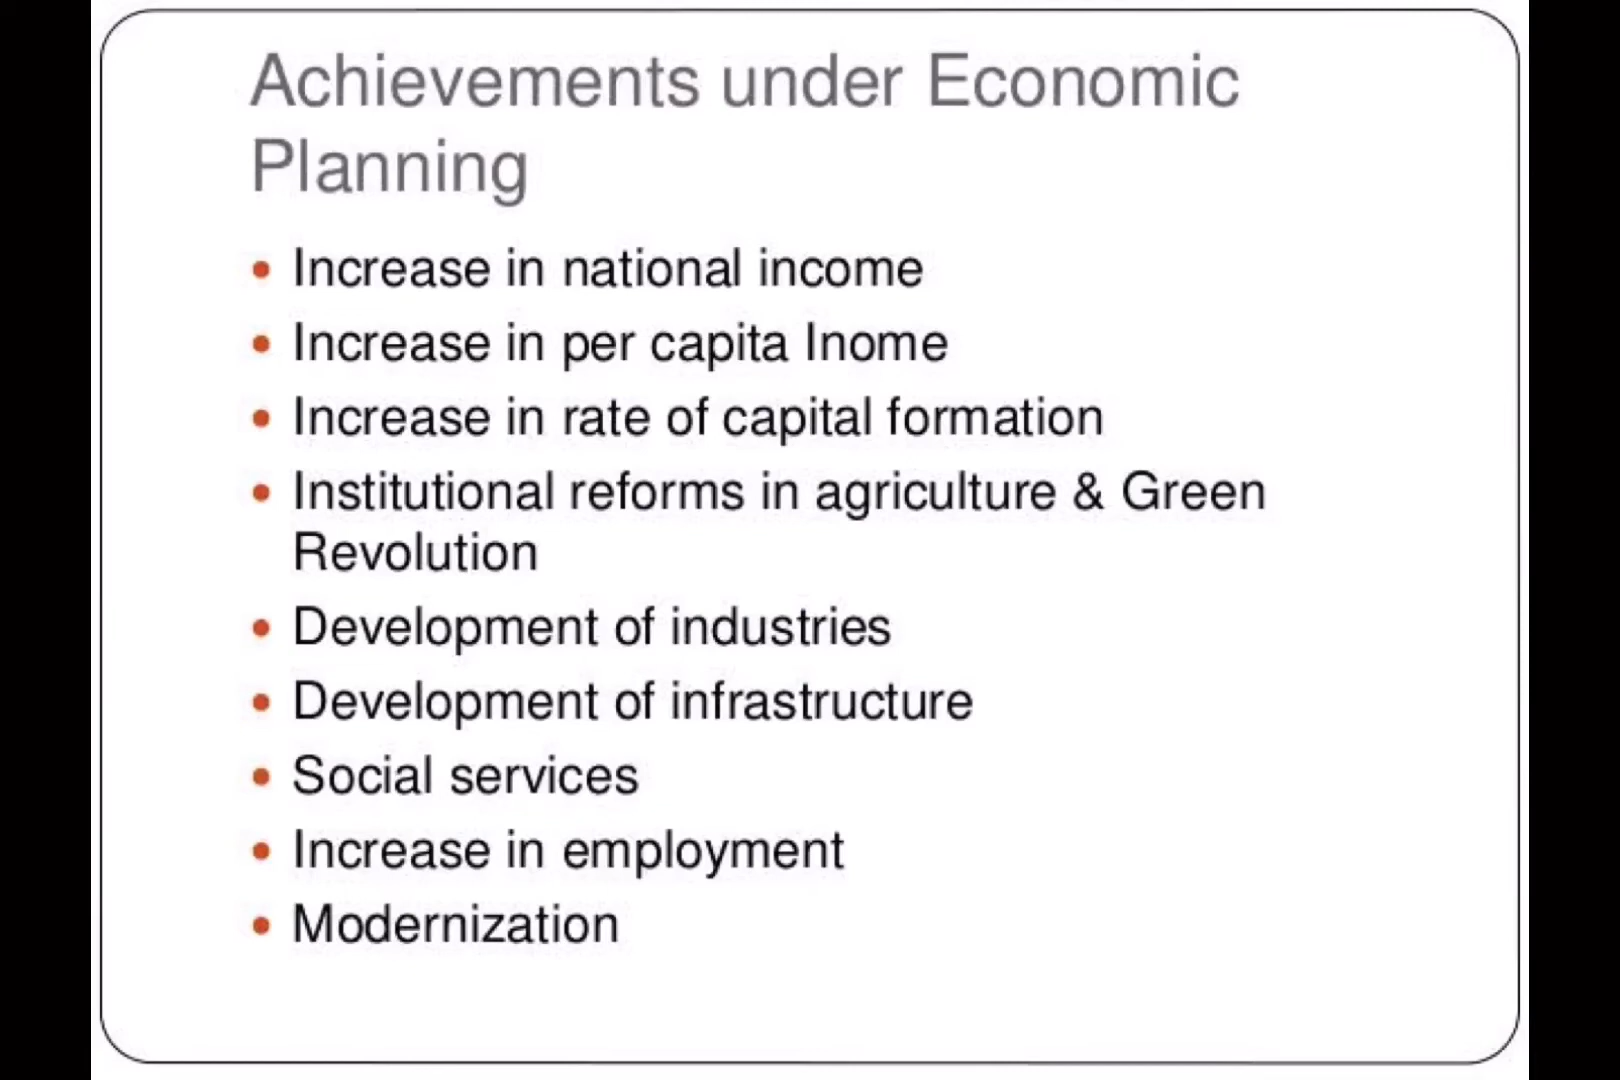 Achievements under Economic
Planning
• Increase in national income
• Increase in per capita Inome
• Increase in rate of capital formation
• Institutional reforms in agriculture & Green
Revolution
• Development of industries
• Development of infrastructure
• Social services
• Increase in employment
• Modernization